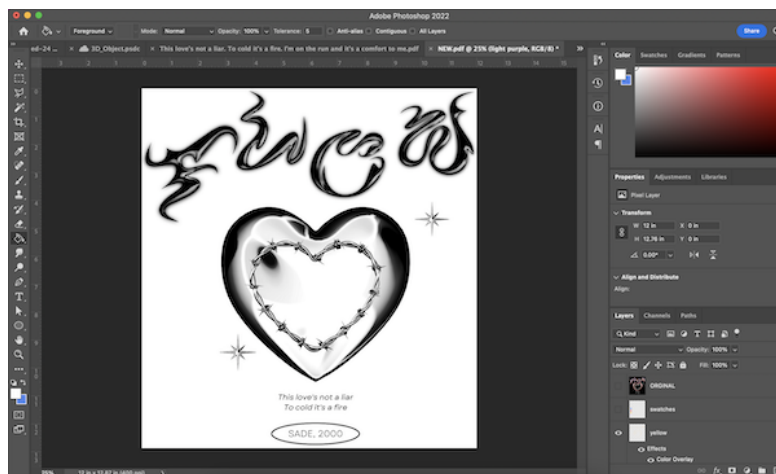 Adobe Photoshop 2022
Foreground Mode: Normal Opacity: 100% Tolerance: 5 Anti-alias Contiguous All Layers Share
ed-24 ... × 3D_Object.psdc × This love's not a liar. To cold it's a fire. I'm on the run and it's a comfort to me.pdf × NEW.pdf @ 25% (light purple, RGB/8) *
Color Swatches Gradients Patterns
Properties Adjustments Libraries
Pixel Layer
Transform
W 12 in X 0 in
H 12.76 in Y 0 in
0.00°
Align and Distribute
Align:
Layers Channels Paths
Kind
Normal Opacity: 100%
Lock: Fill: 100%
ORGINAL
swatches
yellow
Effects
Color Overlay
This love's not a liar
To cold it's a fire
SADE, 2000
25%